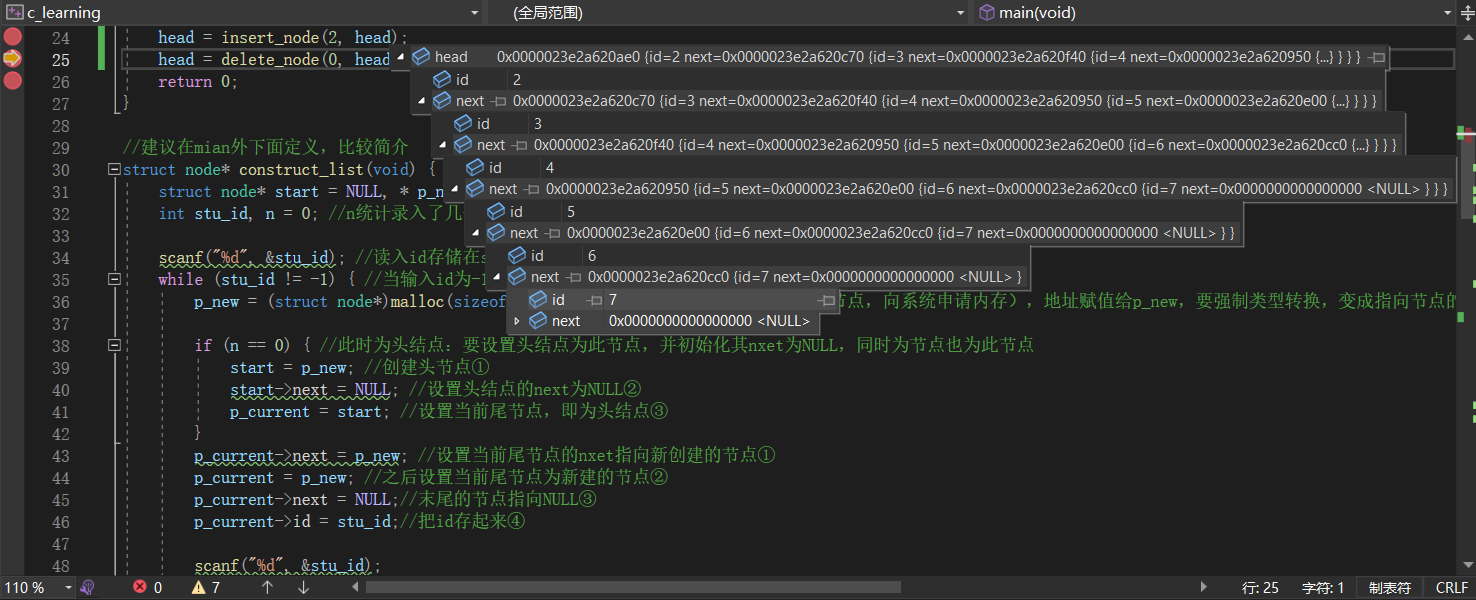 c_learning (全局范围) main(void)
24 head = insert_node(2, head);
25 head = delete_node(0, head
head 0x0000023e2a620ae0 {id=2 next=0x0000023e2a620c70 {id=3 next=0x0000023e2a620f40 {id=4 next=0x0000023e2a620950 {...} } } }
id 2
26 return 0;
next 0x0000023e2a620c70 {id=3 next=0x0000023e2a620f40 {id=4 next=0x0000023e2a620950 {id=5 next=0x0000023e2a620e00 {...} } } }
27 }
id 3
28
next 0x0000023e2a620f40 {id=4 next=0x0000023e2a620950 {id=5 next=0x0000023e2a620e00 {id=6 next=0x0000023e2a620cc0 {...} } } }
29 //建议在mian外下面定义，比较简介
id 4
30 struct node* construct_list(void) {
next 0x0000023e2a620950 {id=5 next=0x0000023e2a620e00 {id=6 next=0x0000023e2a620cc0 {id=7 next=0x0000000000000000 <NULL> } } }
31 struct node* start = NULL, * p_n
id 5
32 int stu_id, n = 0; //n统计录入了几
next 0x0000023e2a620e00 {id=6 next=0x0000023e2a620cc0 {id=7 next=0x0000000000000000 <NULL> } }
33
id 6
34 scanf("%d", &stu_id); //读入id存储在s
next 0x0000023e2a620cc0 {id=7 next=0x0000000000000000 <NULL> }
35 while (stu_id != -1) { //当输入id为-1
id 7
36 p_new = (struct node*)malloc(sizeof 节点，向系统申请内存），地址赋值给p_new，要强制类型转换，变成指向节点的
next 0x0000000000000000 <NULL>
37
38 if (n == 0) { //此时为头结点：要设置头结点为此节点，并初始化其nxet为NULL，同时为节点也为此节点
39 start = p_new; //创建头节点①
40 start->next = NULL; //设置头结点的next为NULL②
41 p_current = start; //设置当前尾节点，即为头结点③
42 }
43 p_current->next = p_new; //设置当前尾节点的nxet指向新创建的节点①
44 p_current = p_new; //之后设置当前尾节点为新建的节点②
45 p_current->next = NULL;//末尾的节点指向NULL③
46 p_current->id = stu_id;//把id存起来④
47
48 scanf("%d", &stu_id);
110 % 0 7 行: 25 字符: 1 制表符 CRLF